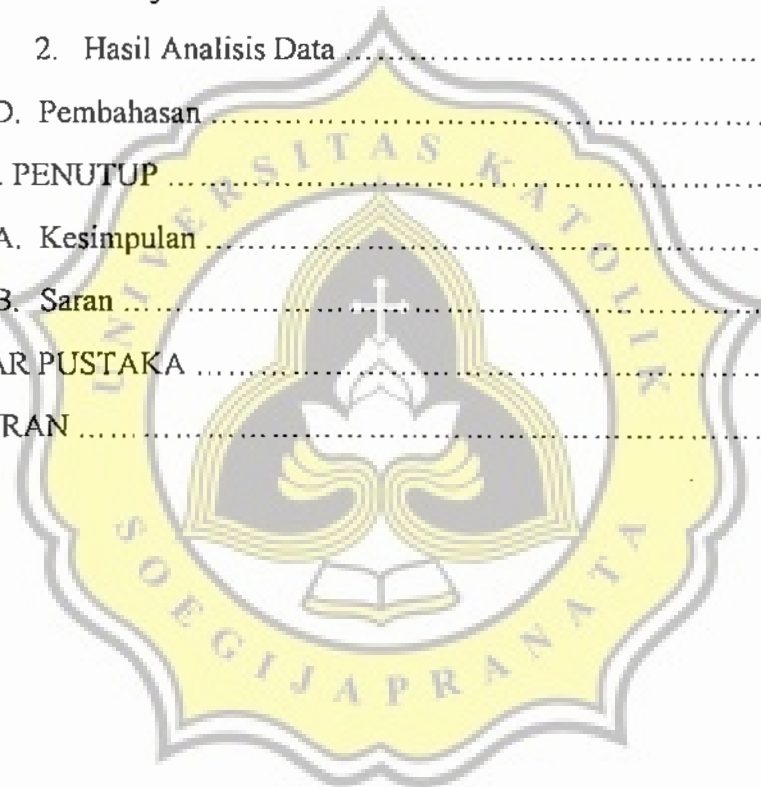 2. Hasil Analisis Data ..............................
D. Pembahasan ..............................
PENUTUP ..............................
A. Kesimpulan ..............................
B. Saran ..............................
AR PUSTAKA ..............................
RAN ..............................
UNIVERSITAS KATOLIK
SOEGIJAPRANATA